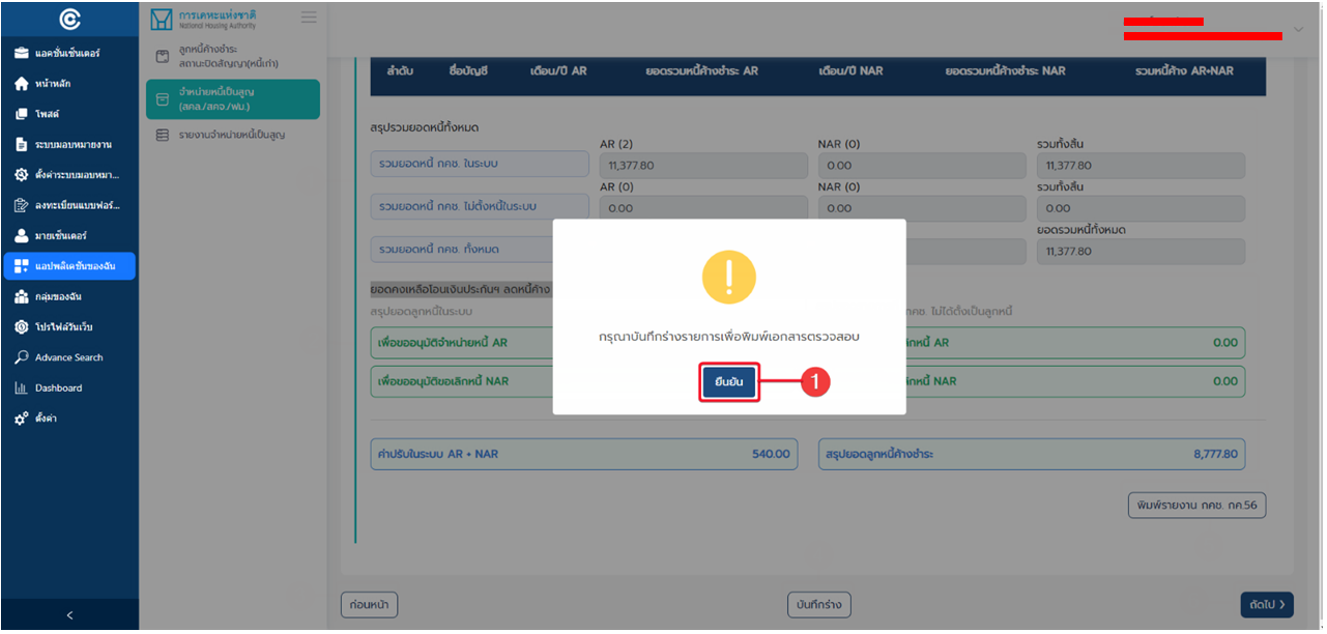 การเคหะแห่งชาติ
National Housing Authority
แอคชั่นเซ็นเตอร์
หน้าหลัก
โพสต์
ระบบมอบหมายงาน
ตั้งค่าระบบมอบหมา...
ลงทะเบียนแบบฟอร์...
มายเซ็นเตอร์
แอปพลิเคชันของฉัน
กลุ่มของฉัน
โปรไฟล์วันเว็บ
Advance Search
Dashboard
ตั้งค่า
<
ลูกหนี้ค้างชำระ
สถานะปิดสัญญา(หนี้เก่า)
จำหน่ายหนี้เป็นสูญ
(สคล./สคจ./ฟม.)
รายงานจำหน่ายหนี้เป็นสูญ
ลำดับ ชื่อบัญชี เดือน/ปี AR ยอดรวมหนี้ค้างชำระ AR เดือน/ปี NAR ยอดรวมหนี้ค้างชำระ NAR รวมหนี้ค้าง AR+NAR
สรุปรวมยอดหนี้ทั้งหมด
AR (2) NAR (0) รวมทั้งสิ้น
รวมยอดหนี้ กคช. ในระบบ 11,377.80 0.00 11,377.80
AR (0) NAR (0) รวมทั้งสิ้น
รวมยอดหนี้ กคช. ไม่ตั้งหนี้ในระบบ 0.00 0.00 0.00
ยอดรวมหนี้ทั้งหมด
รวมยอดหนี้ กคช. ทั้งหมด 11,377.80
ยอดคงเหลือโอนเงินประกันฯ ลดหนี้ค้าง
สรุปยอดลูกหนี้ในระบบ กคช. ไม่ได้ตั้งเป็นลูกหนี้
กรุณาบันทึกร่างรายการเพื่อพิมพ์เอกสารตรวจสอบ
เพื่อขออนุมัติจำหน่ายหนี้ AR 0.00
ยืนยัน 1
เพื่อขออนุมัติขอเลิกหนี้ NAR 0.00
ค่าปรับในระบบ AR + NAR 540.00 สรุปยอดลูกหนี้ค้างชำระ 8,777.80
พิมพ์รายงาน กคช. กค.56
ก่อนหน้า บันทึกร่าง ถัดไป >